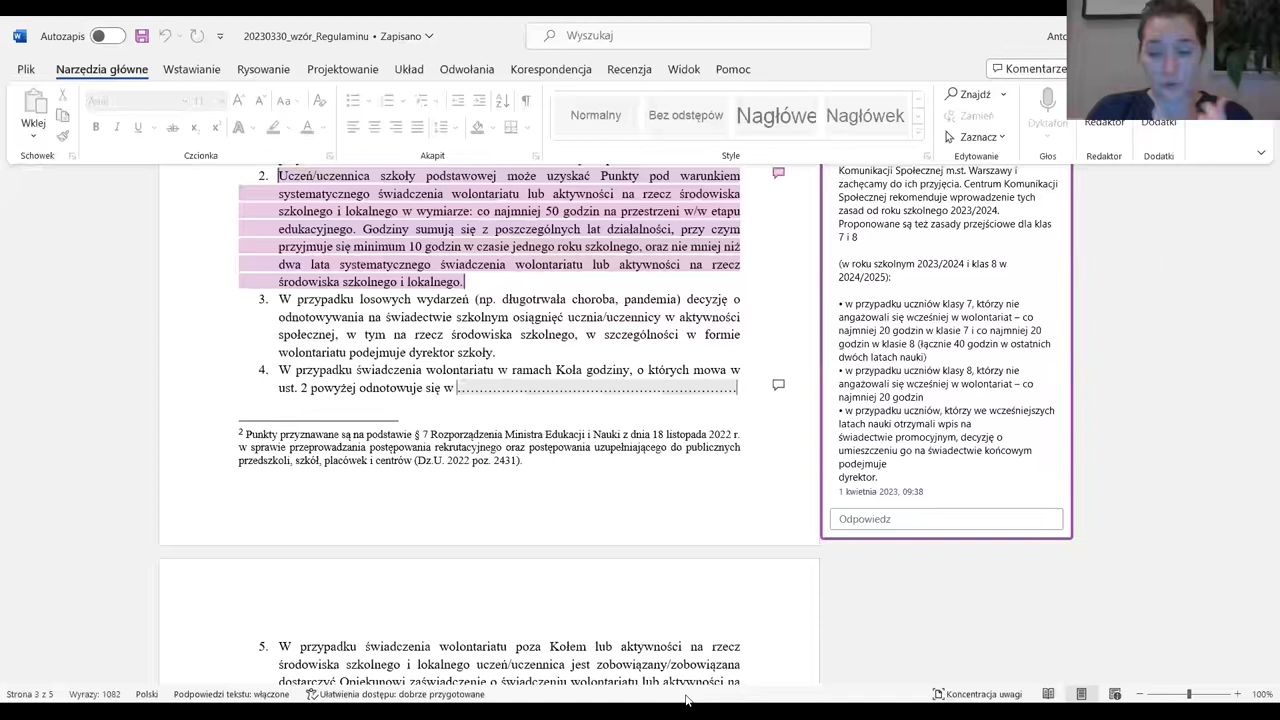 Autozapis
20230330_wzór_Regulaminu • Zapisano
Wyszukaj
Plik
Narzędzia główne
Wstawianie
Rysowanie
Projektowanie
Układ
Odwołania
Korespondencja
Recenzja
Widok
Pomoc
Komentarze
Wklej
Schowek
Czcionka
Akapit
Normalny
Bez odstępów
Nagłówe
Nagłówek
Style
Znajdź
Zamień
Zaznacz
Edytowanie
Dyktafon
Głos
Redaktor
Redaktor
Dodatki
Dodatki
2. Uczeń/uczennica szkoły podstawowej może uzyskać Punkty pod warunkiem
systematycznego świadczenia wolontariatu lub aktywności na rzecz środowiska
szkolnego i lokalnego w wymiarze: co najmniej 50 godzin na przestrzeni w/w etapu
edukacyjnego. Godziny sumują się z poszczególnych lat działalności, przy czym
przyjmuje się minimum 10 godzin w czasie jednego roku szkolnego, oraz nie mniej niż
dwa lata systematycznego świadczenia wolontariatu lub aktywności na rzecz
środowiska szkolnego i lokalnego.
3. W przypadku losowych wydarzeń (np. długotrwała choroba, pandemia) decyzję o
odnotowywani na świadectwie szkolnym osiągnięć ucznia/uczennicy w aktywności
społecznej, w tym na rzecz środowiska szkolnego, w szczególności w formie
wolontariatu podejmuje dyrektor szkoły.
4. W przypadku świadczenia wolontariatu w ramach Koła godziny, o których mowa w
ust. 2 powyżej odnotowuje się w ……………………………………………………
2 Punkty przyznawane są na podstawie § 7 Rozporządzenia Ministra Edukacji i Nauki z dnia 18 listopada 2022 r.
w sprawie przeprowadzania postępowania rekrutacyjnego oraz postępowania uzupełniającego do publicznych
przedszkoli, szkół, placówek i centrów (Dz.U. 2022 poz. 2431).
5. W przypadku świadczenia wolontariatu poza Kołem lub aktywności na rzecz
środowiska szkolnego i lokalnego uczeń/uczennica jest zobowiązany/zobowiązana
dostarczyć Opiekunowi zaświadczenie o świadczeniu wolontariatu lub aktywności na
Komunikacji Społecznej m.st. Warszawy i
zachęcamy do ich przyjęcia. Centrum Komunikacji
Społecznej rekomenduje wprowadzenie tych
zasad od roku szkolnego 2023/2024.
Proponowane są też zasady przejściowe dla klas
7 i 8
(w roku szkolnym 2023/2024 i klas 8 w
2024/2025):
• w przypadku uczniów klasy 7, którzy nie
angażowali się wcześniej w wolontariat – co
najmniej 20 godzin w klasie 7 i co najmniej 20
godzin w klasie 8 (łącznie 40 godzin w ostatnich
dwóch latach nauki)
• w przypadku uczniów klasy 8, którzy nie
angażowali się wcześniej w wolontariat – co
najmniej 20 godzin
• w przypadku uczniów, którzy we wcześniejszych
latach nauki otrzymali wpis na
świadectwie promocyjnym, decyzję o
umieszczeniu go na świadectwie końcowym
podejmuje
dyrektor.
1 kwietnia 2023, 09:38
Odpowiedz
Strona 3 z 5
Wyrazy: 1082
Polski
Podpowiedzi tekstu: włączone
Ułatwienia dostępu: dobrze przygotowane
Koncentracja uwagi
100%